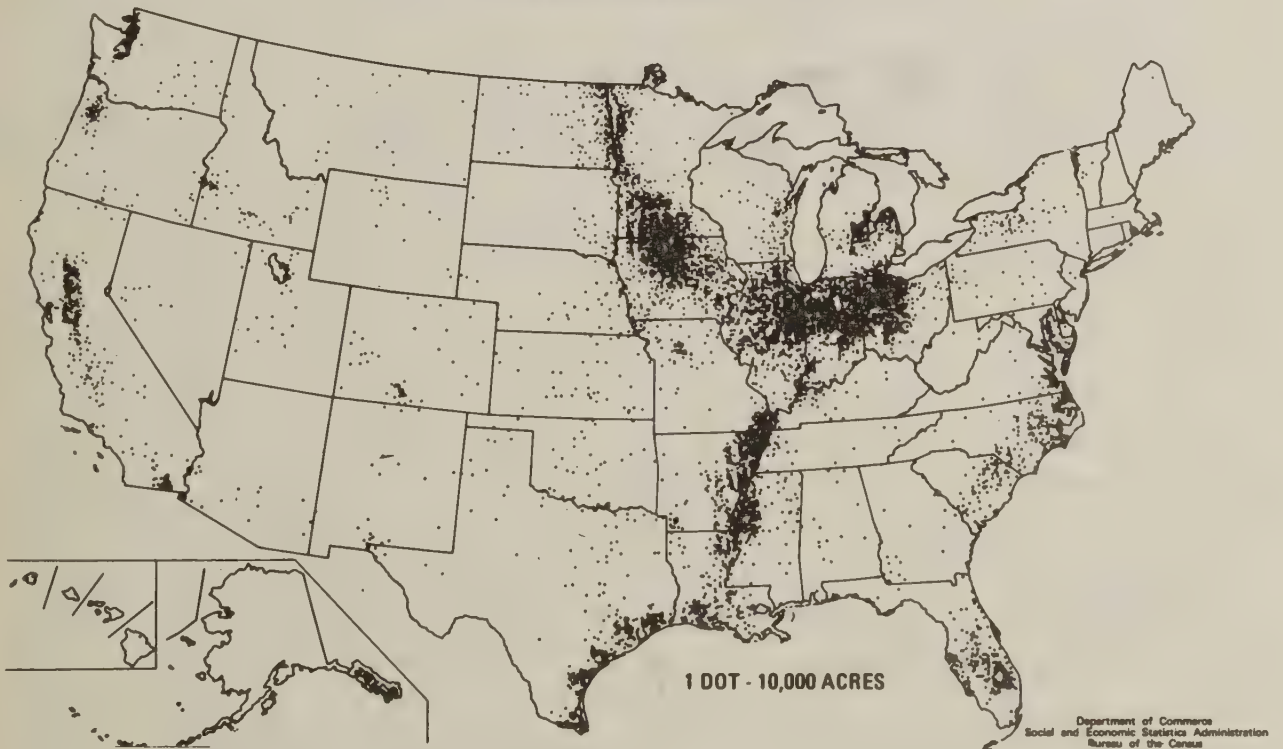 1 DOT - 10,000 ACRES
Department of Commerce
Social and Economic Statistics Administration
Bureau of the Census